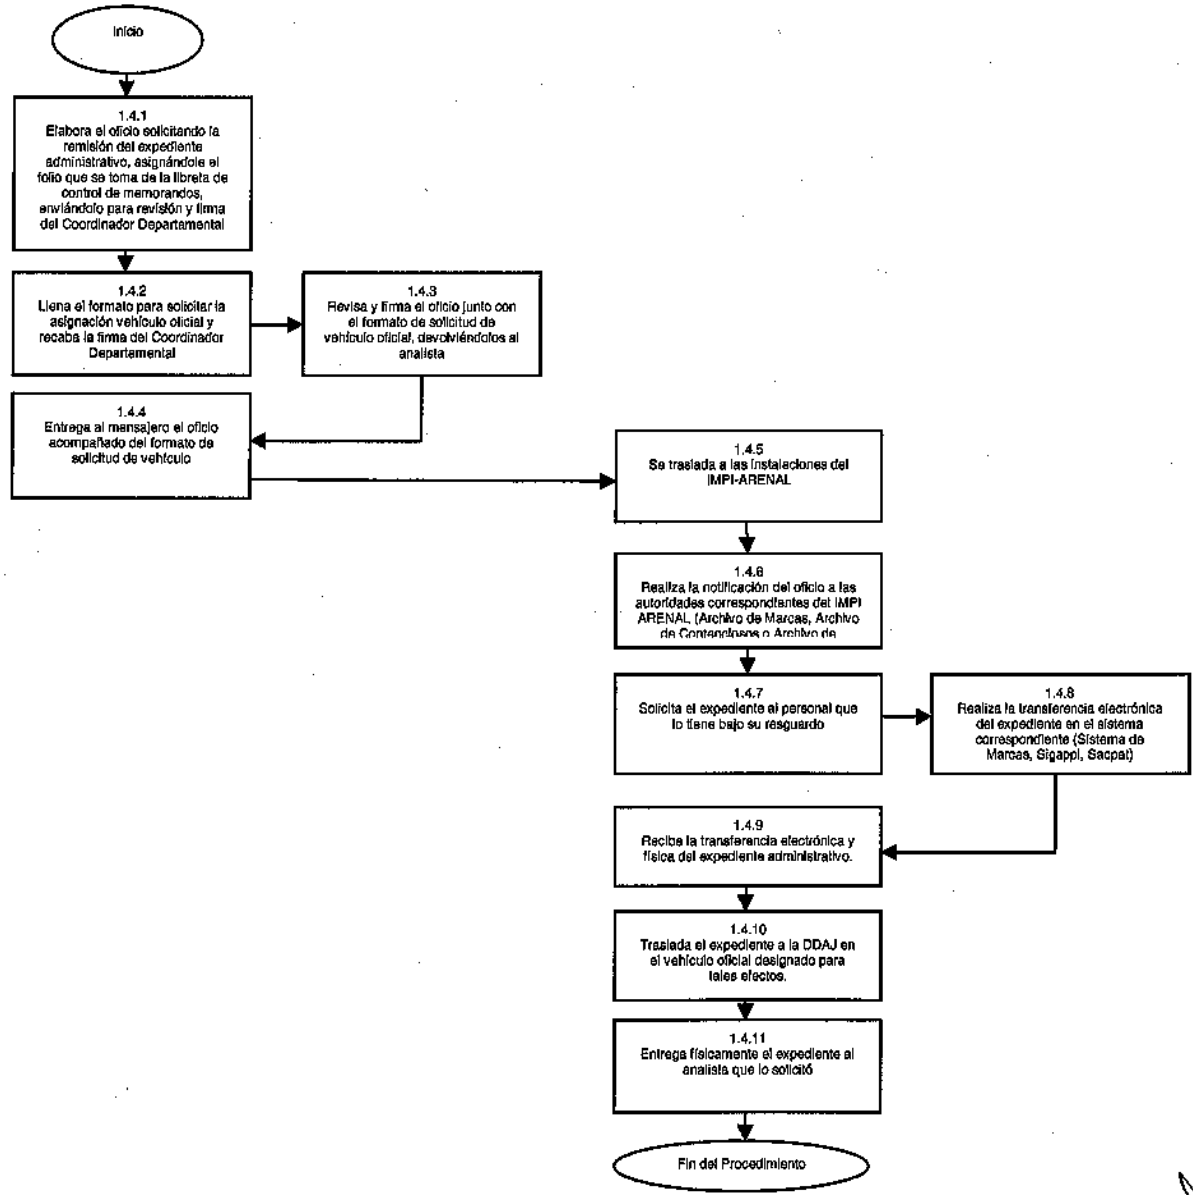 Inicio
1.4.1
Elabora el oficio solicitando la
remisión del expediente
administrativo, asignándole el
folio que se toma de la libreta de
control de memorandos,
enviándolo para revisión y firma
del Coordinador Departamental
1.4.2
Llena el formato para solicitar la
asignación vehículo oficial y
recaba la firma del Coordinador
Departamental
1.4.3
Revisa y firma el oficio junto con
el formato de solicitud de
vehículo oficial, devolviéndolos al
analista
1.4.4
Entrega al mensajero el oficio
acompañado del formato de
solicitud de vehículo
1.4.5
Se traslada a las instalaciones del
IMPI-ARENAL
1.4.6
Realiza la notificación del oficio a las
autoridades correspondientes del IMPI
ARENAL (Archivo de Marcas, Archivo
de Contenciosos o Archivo de
1.4.7
Solicita el expediente al personal que
lo tiene bajo su resguardo
1.4.8
Realiza la transferencia electrónica
del expediente en el sistema
correspondiente (Sistema de
Marcas, Sigappi, Sacpat)
1.4.9
Recibe la transferencia electrónica y
física del expediente administrativo.
1.4.10
Traslada el expediente a la DDAJ en
el vehículo oficial designado para
tales efectos.
1.4.11
Entrega físicamente el expediente al
analista que lo solicitó
Fin del Procedimiento